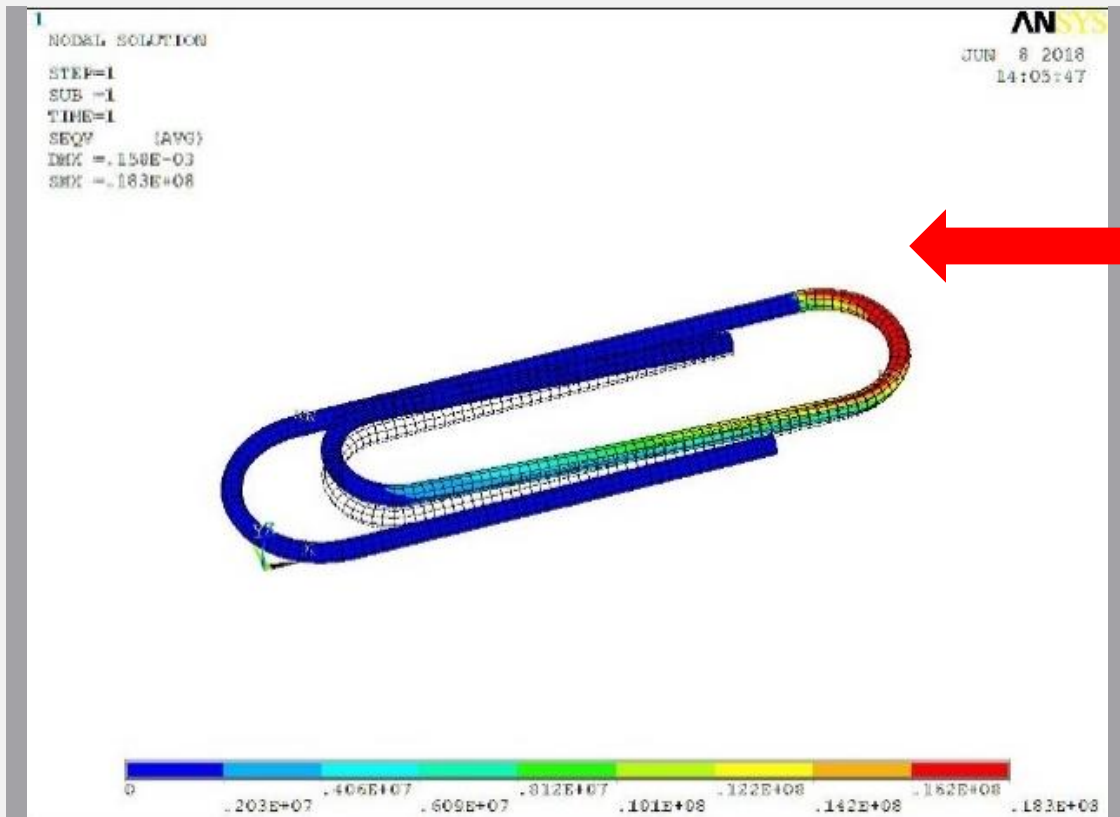 1
NODAL SOLUTION
STEP=1
SUB =1
TIME=1
SEQV (AVG)
DMX =.158E-03
SMX =.183E+08
ANSYS
JUN 8 2018
14:05:47
0
.203E+07
.406E+07
.609E+07
.812E+07
.101E+08
.122E+08
.142E+08
.162E+08
.183E+08